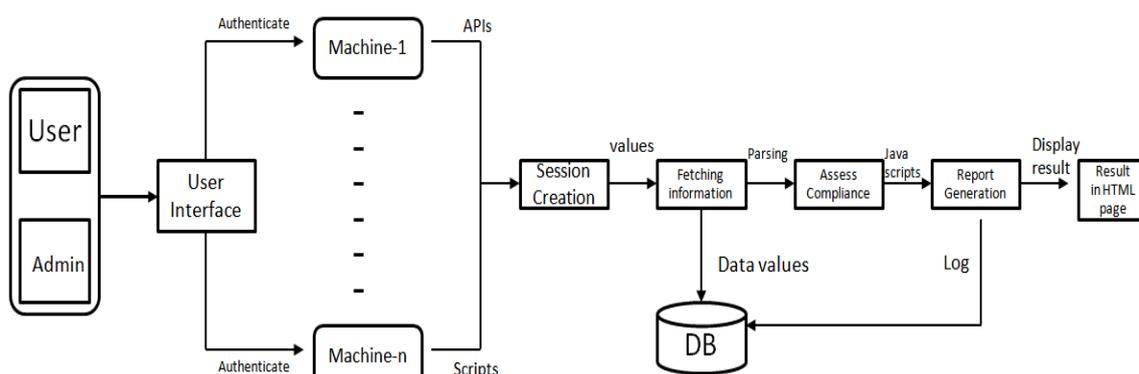 Authenticate
Machine-1
APIs
User
Admin
User
Interface
Session
Creation
values
Fetching
information
Parsing
Assess
Compliance
Java
scripts
Report
Generation
Display
result
Result
in HTML
page
Data values
Log
DB
Authenticate
Machine-n
Scripts